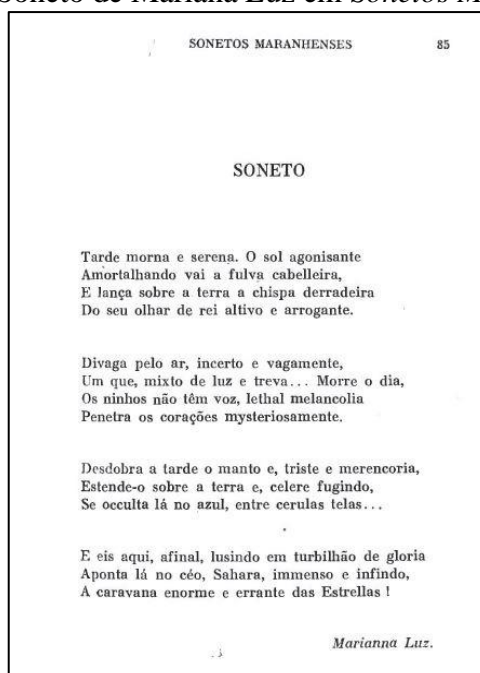 Soneto de Mariana Luz em Sonetos M
SONETOS MARANHENSES 85
SONETO
Tarde morna e serena. O sol agonisante
Amortalhando vai a fulva cabelleira,
E lança sobre a terra a chispa derradeira
Do seu olhar de rei altivo e arrogante.
Divaga pelo ar, incerto e vagamente,
Um que, mixto de luz e treva... Morre o dia,
Os ninhos não têm voz, lethal melancolia
Penetra os corações mysteriosamente.
Desdobra a tarde o manto e, triste e merencoria,
Estende-o sobre a terra e, celere fugindo,
Se occulta lá no azul, entre cerulas telas...
E eis aqui, afinal, lusindo em turbilhão de gloria
Aponta lá no céo, Sahara, immenso e infindo,
A caravana enorme e errante das Estrellas !
Marianna Luz.